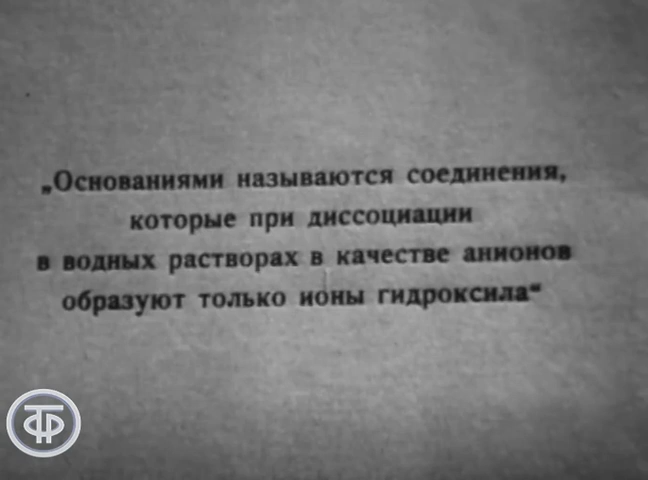 „Основаниями называются соединения,
которые при диссоциации
в водных растворах в качестве анионов
образуют только ионы гидроксила“